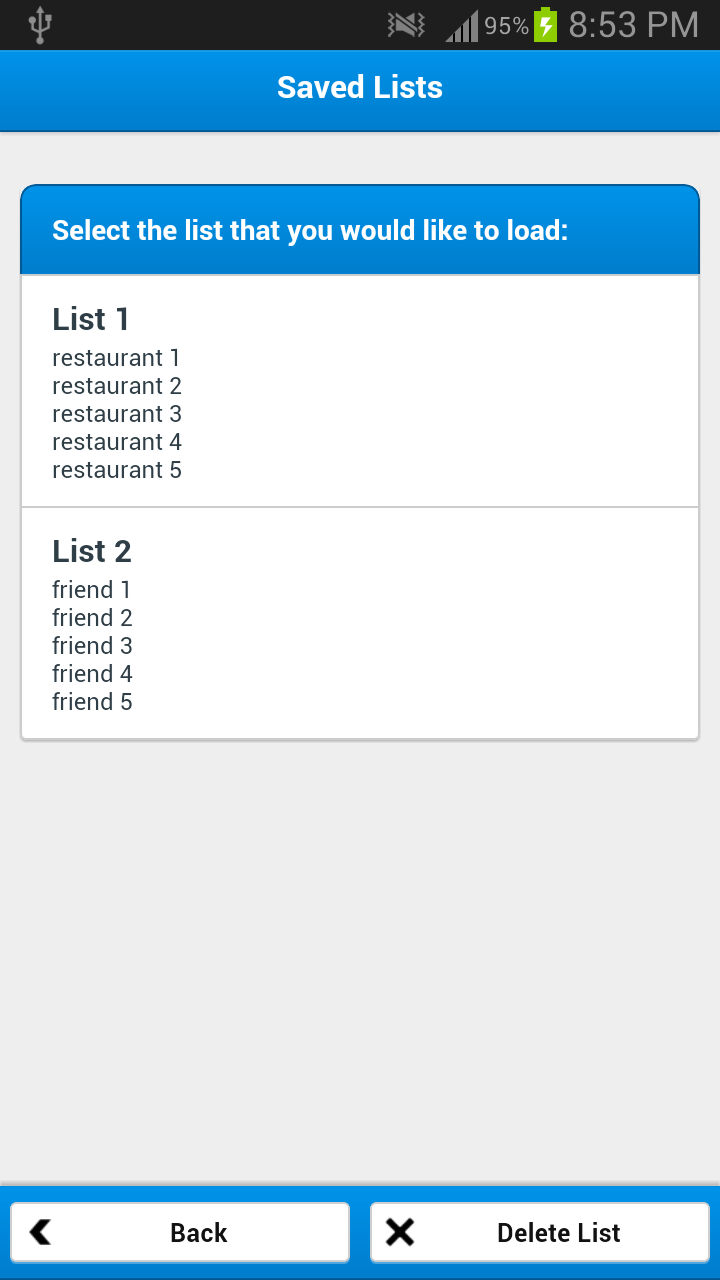 95% 8:53 PM
Saved Lists
Select the list that you would like to load:
List 1
restaurant 1
restaurant 2
restaurant 3
restaurant 4
restaurant 5
List 2
friend 1
friend 2
friend 3
friend 4
friend 5
Back Delete List